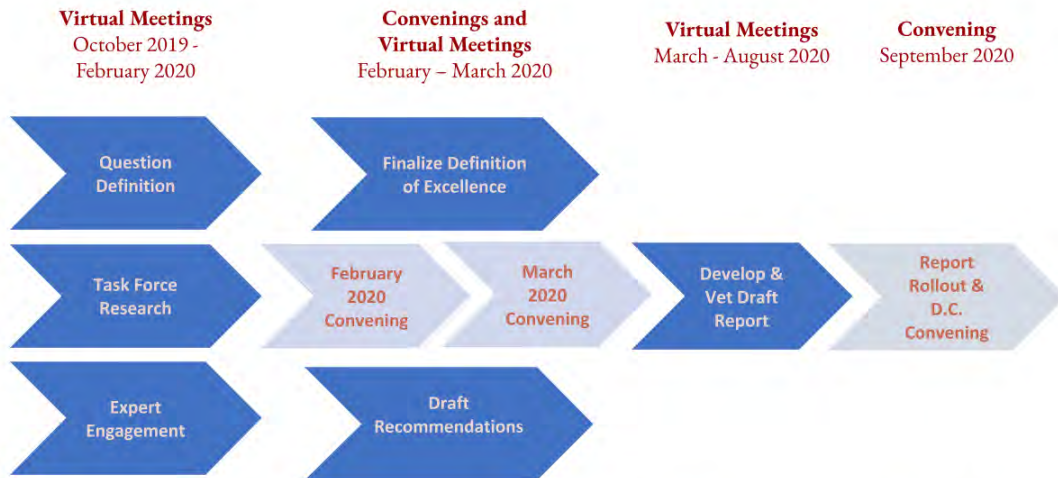 Virtual Meetings
October 2019 -
February 2020
Convenings and
Virtual Meetings
February – March 2020
Virtual Meetings
March - August 2020
Convening
September 2020
Question
Definition
Finalize Definition
of Excellence
Task Force
Research
February
2020
Convening
March
2020
Convening
Develop &
Vet Draft
Report
Report
Rollout &
D.C.
Convening
Expert
Engagement
Draft
Recommendations